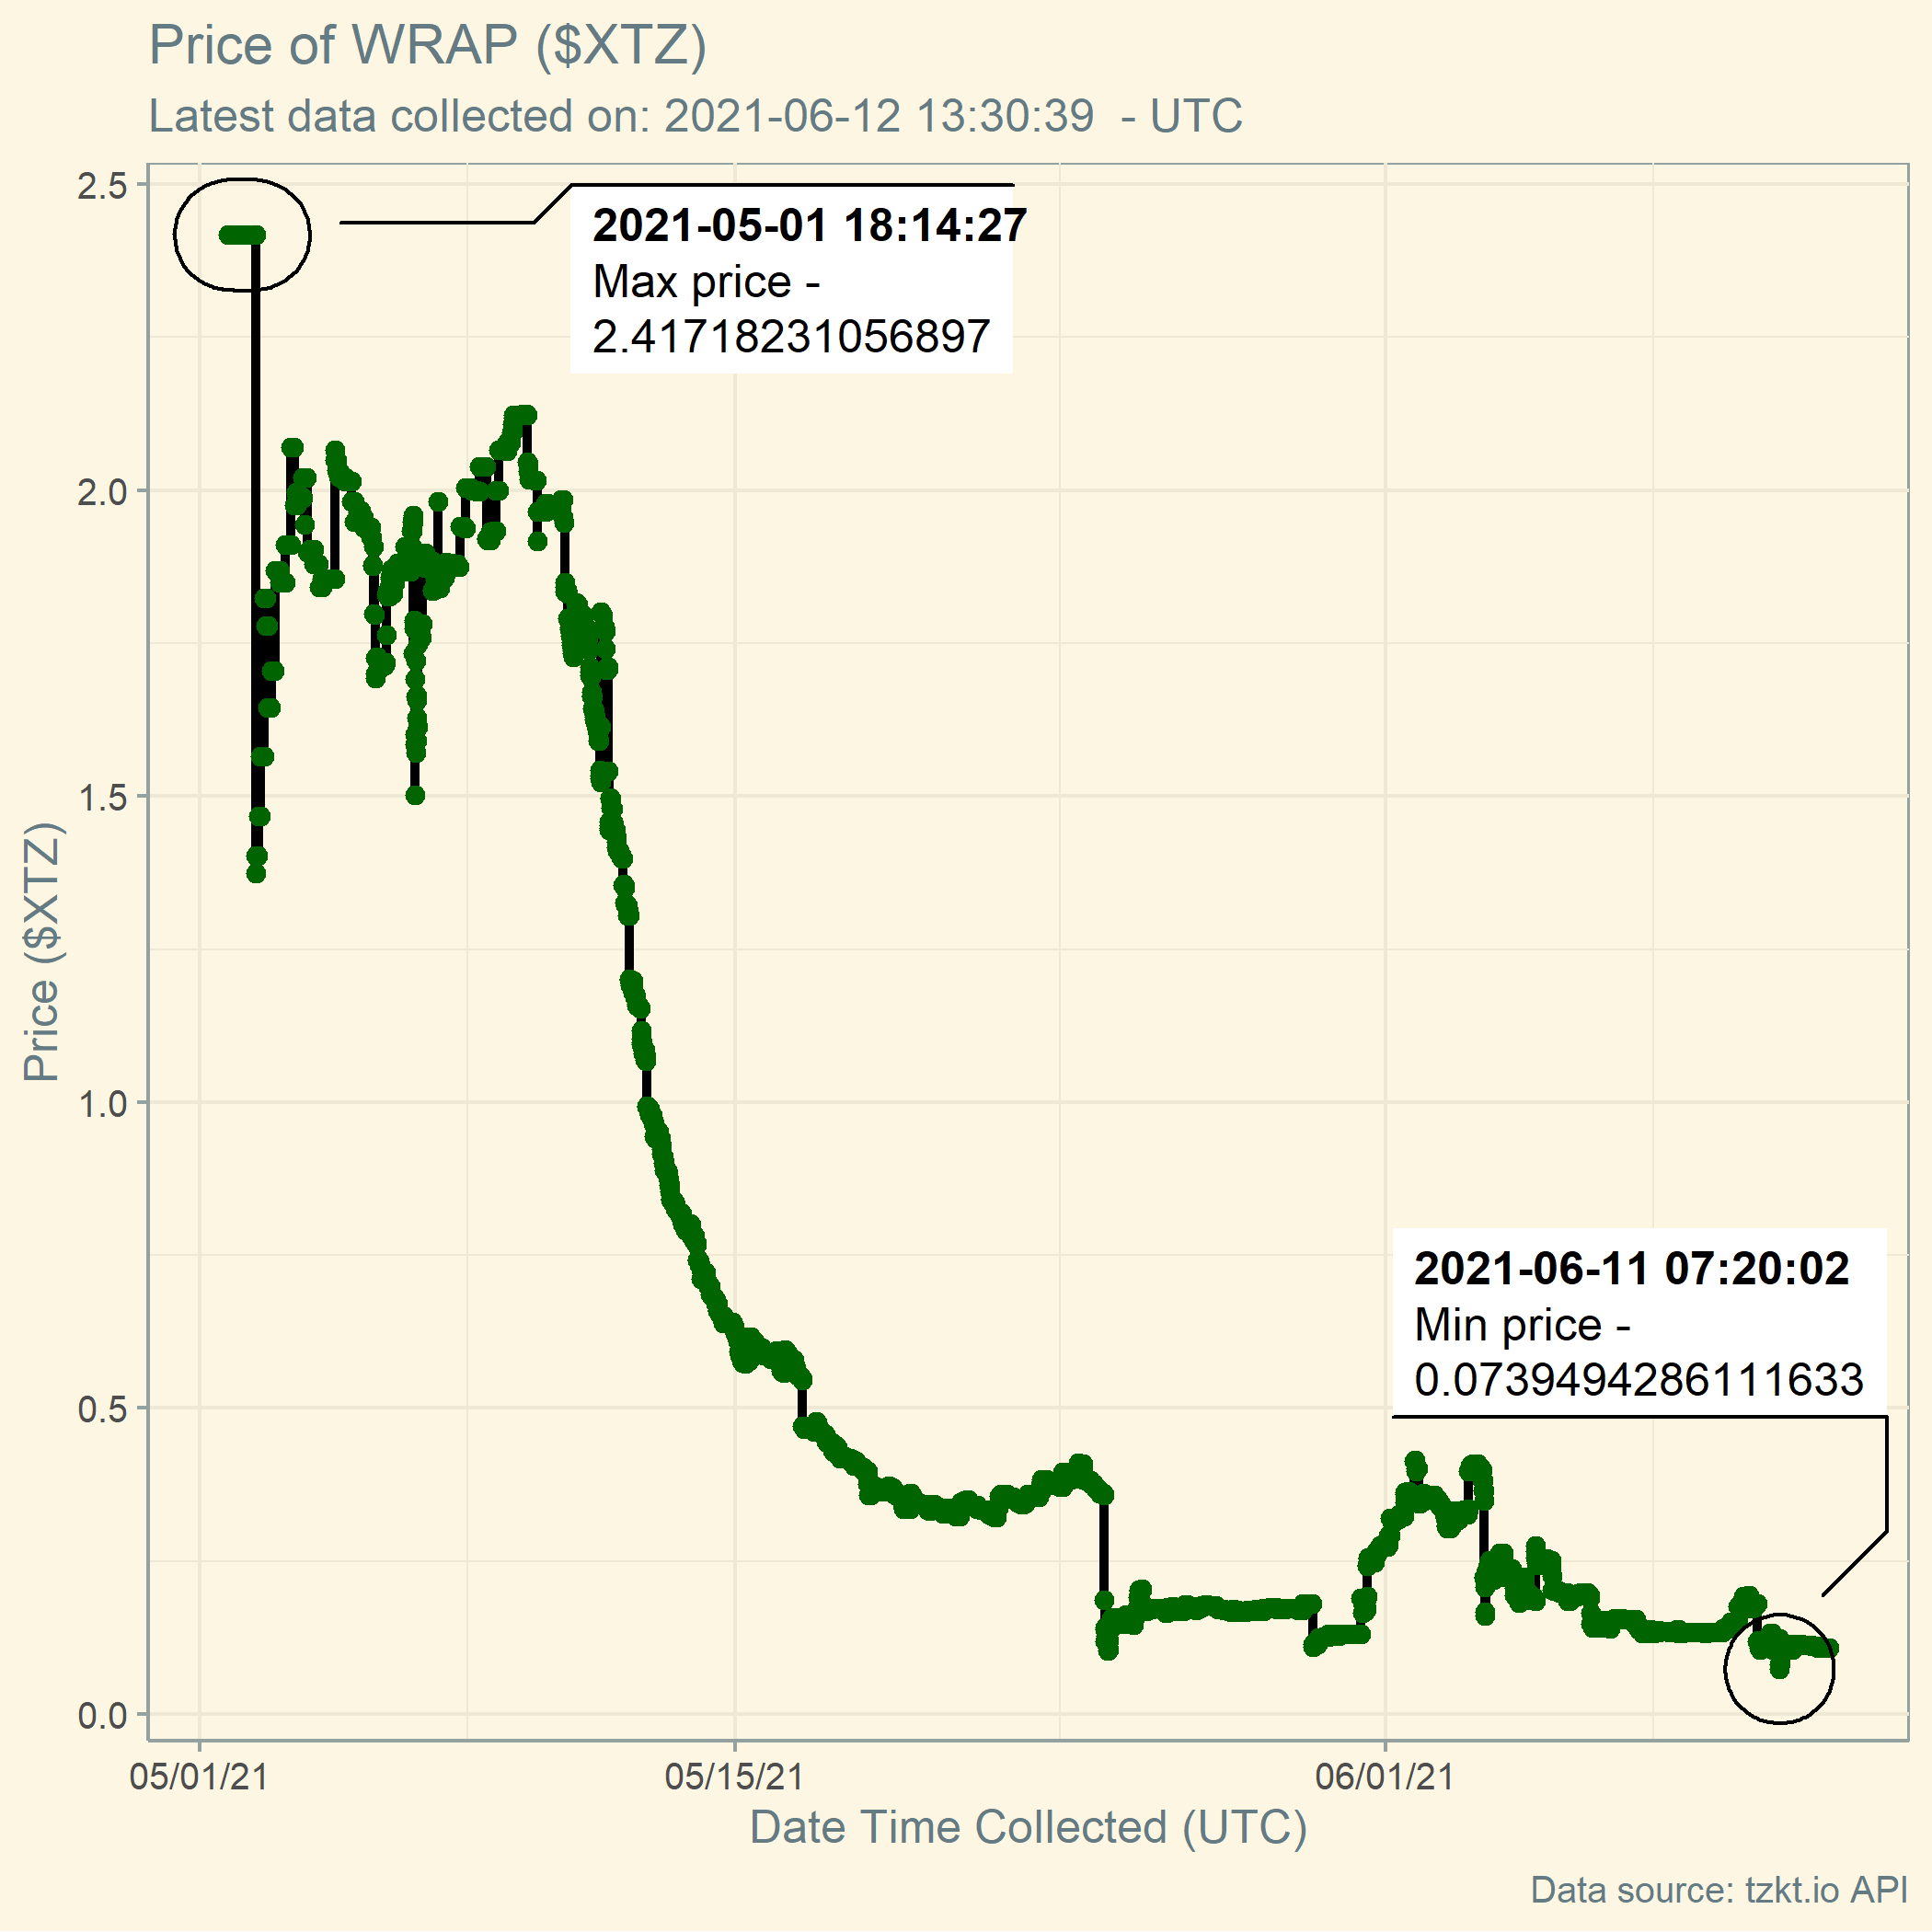 Price of WRAP ($XTZ)
Latest data collected on: 2021-06-12 13:30:39  - UTC
2.5
2.0
1.5
1.0
0.5
0.0
Price ($XTZ)
2021-05-01 18:14:27
Max price -
2.41718231056897
2021-06-11 07:20:02
Min price -
0.0739494286111633
05/01/21
05/15/21
06/01/21
Date Time Collected (UTC)
Data source: tzkt.io API